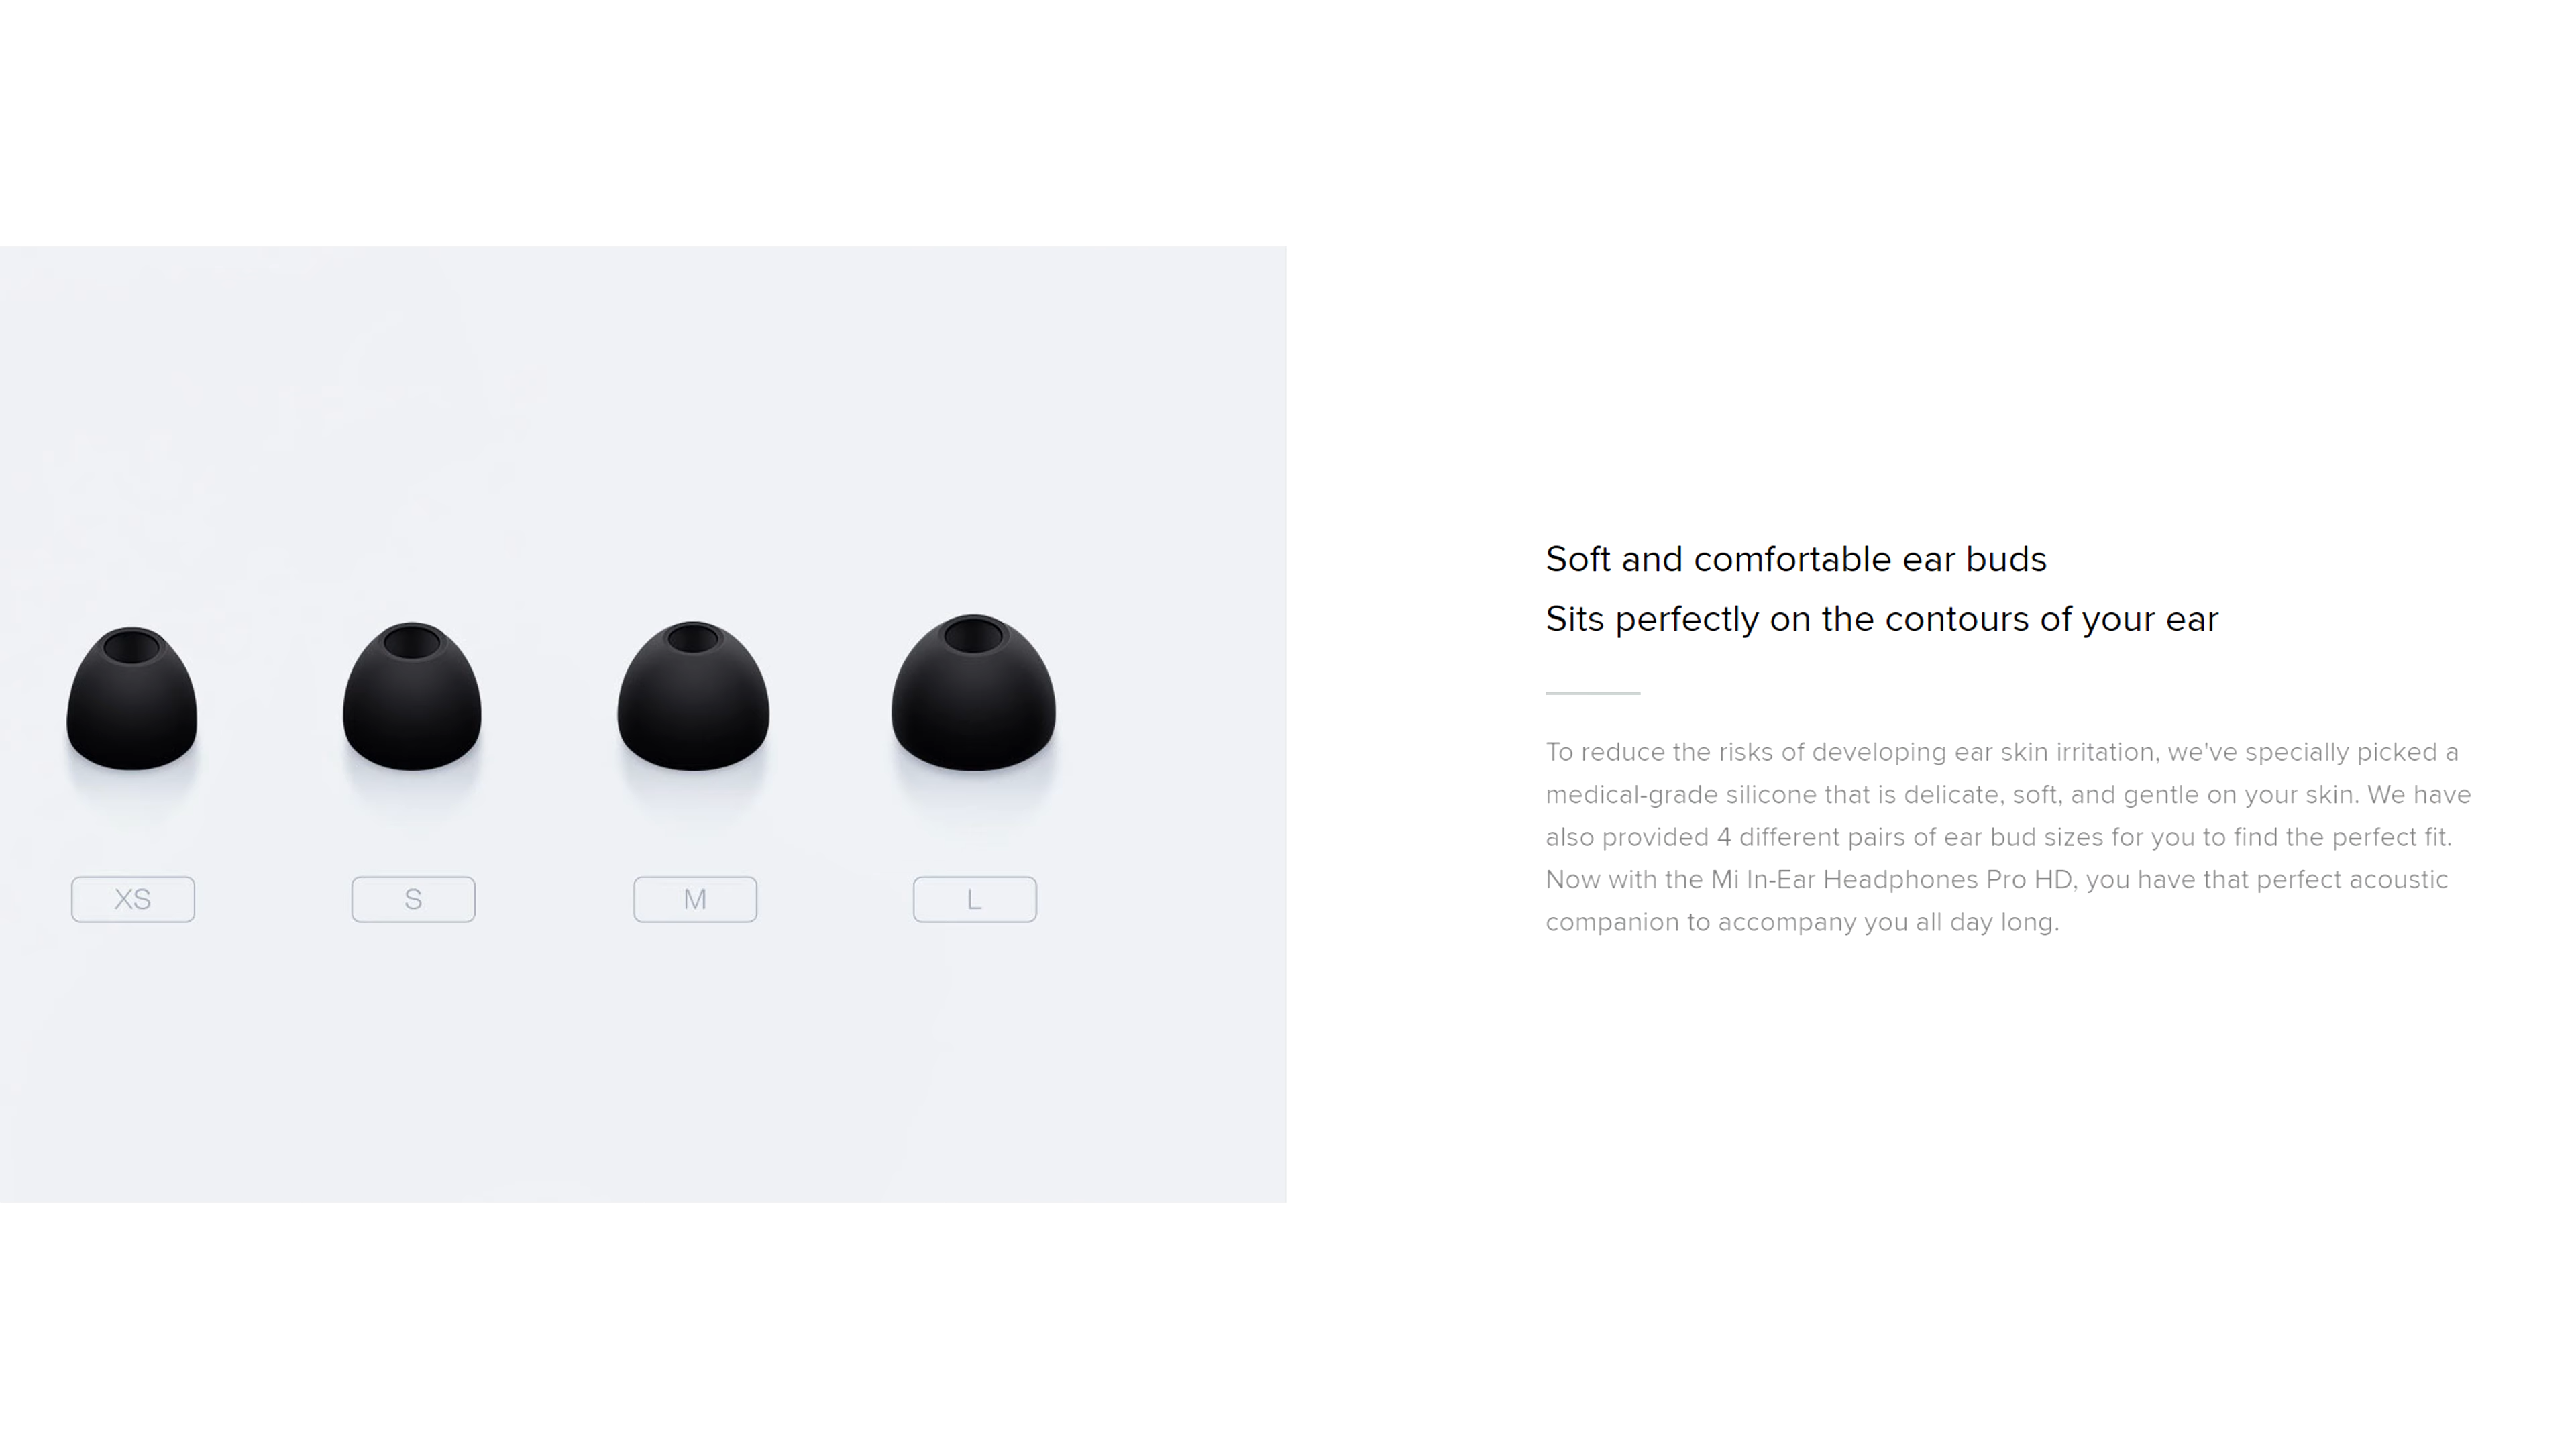 XS
S
M
L
Soft and comfortable ear buds
Sits perfectly on the contours of your ear
To reduce the risks of developing ear skin irritation, we've specially picked a
medical-grade silicone that is delicate, soft, and gentle on your skin. We have
also provided 4 different pairs of ear bud sizes for you to find the perfect fit.
Now with the Mi In-Ear Headphones Pro HD, you have that perfect acoustic
companion to accompany you all day long.